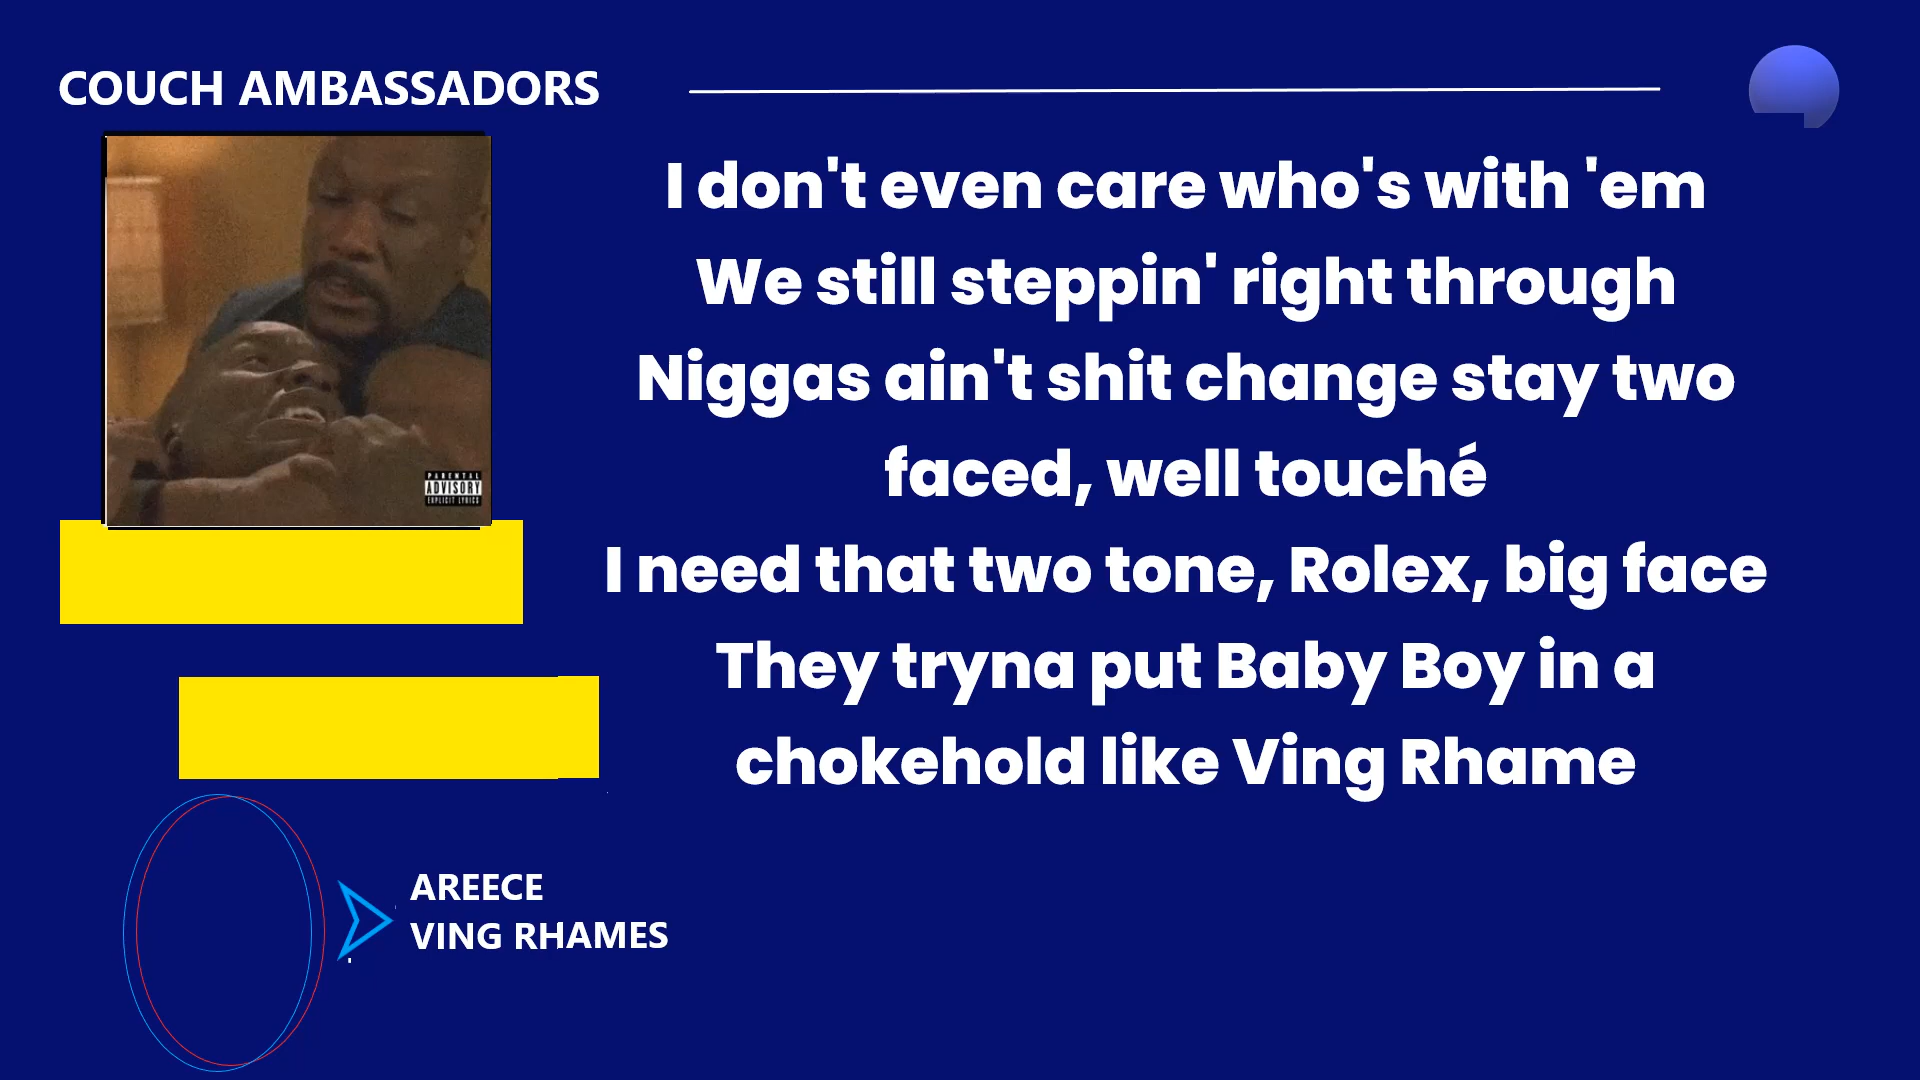 COUCH AMBASSADORS
PARENTAL
ADVISORY
EXPLICIT LYRICS
I don't even care who's with 'em
We still steppin' right through
Niggas ain't shit change stay two
faced, well touché
I need that two tone, Rolex, big face
They tryna put Baby Boy in a
chokehold like Ving Rhame
AREECE
VING RHAMES